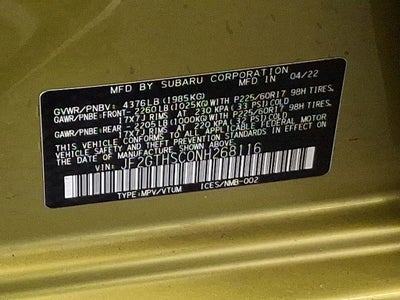 MFD BY SUBARU CORPORATION IN 04/22
GVWR/PNBV: 4376LB (1985KG)
GAWR/PNBE: FRONT- 2260LB (1025KG) WITH P225/60R17 98H TIRES,
17X7J RIMS AT 230 KPA ( 33 PSI) COLD
GAWR/PNBE: REAR- 2205LB (1000KG) WITH P225/60R17 98H TIRES,
17X7J RIMS AT 220 KPA ( 32 PSI) COLD
THIS VEHICLE CONFORMS TO ALL APPLICABLE FEDERAL MOTOR
VEHICLE SAFETY AND THEFT PREVENTION STANDARDS IN EFFECT
ON THE DATE OF MANUFACTURE SHOWN ABOVE.
VIN: JF2GTHSC0NH268116
TYPE:MPV/VTUM ICES/NMB-002